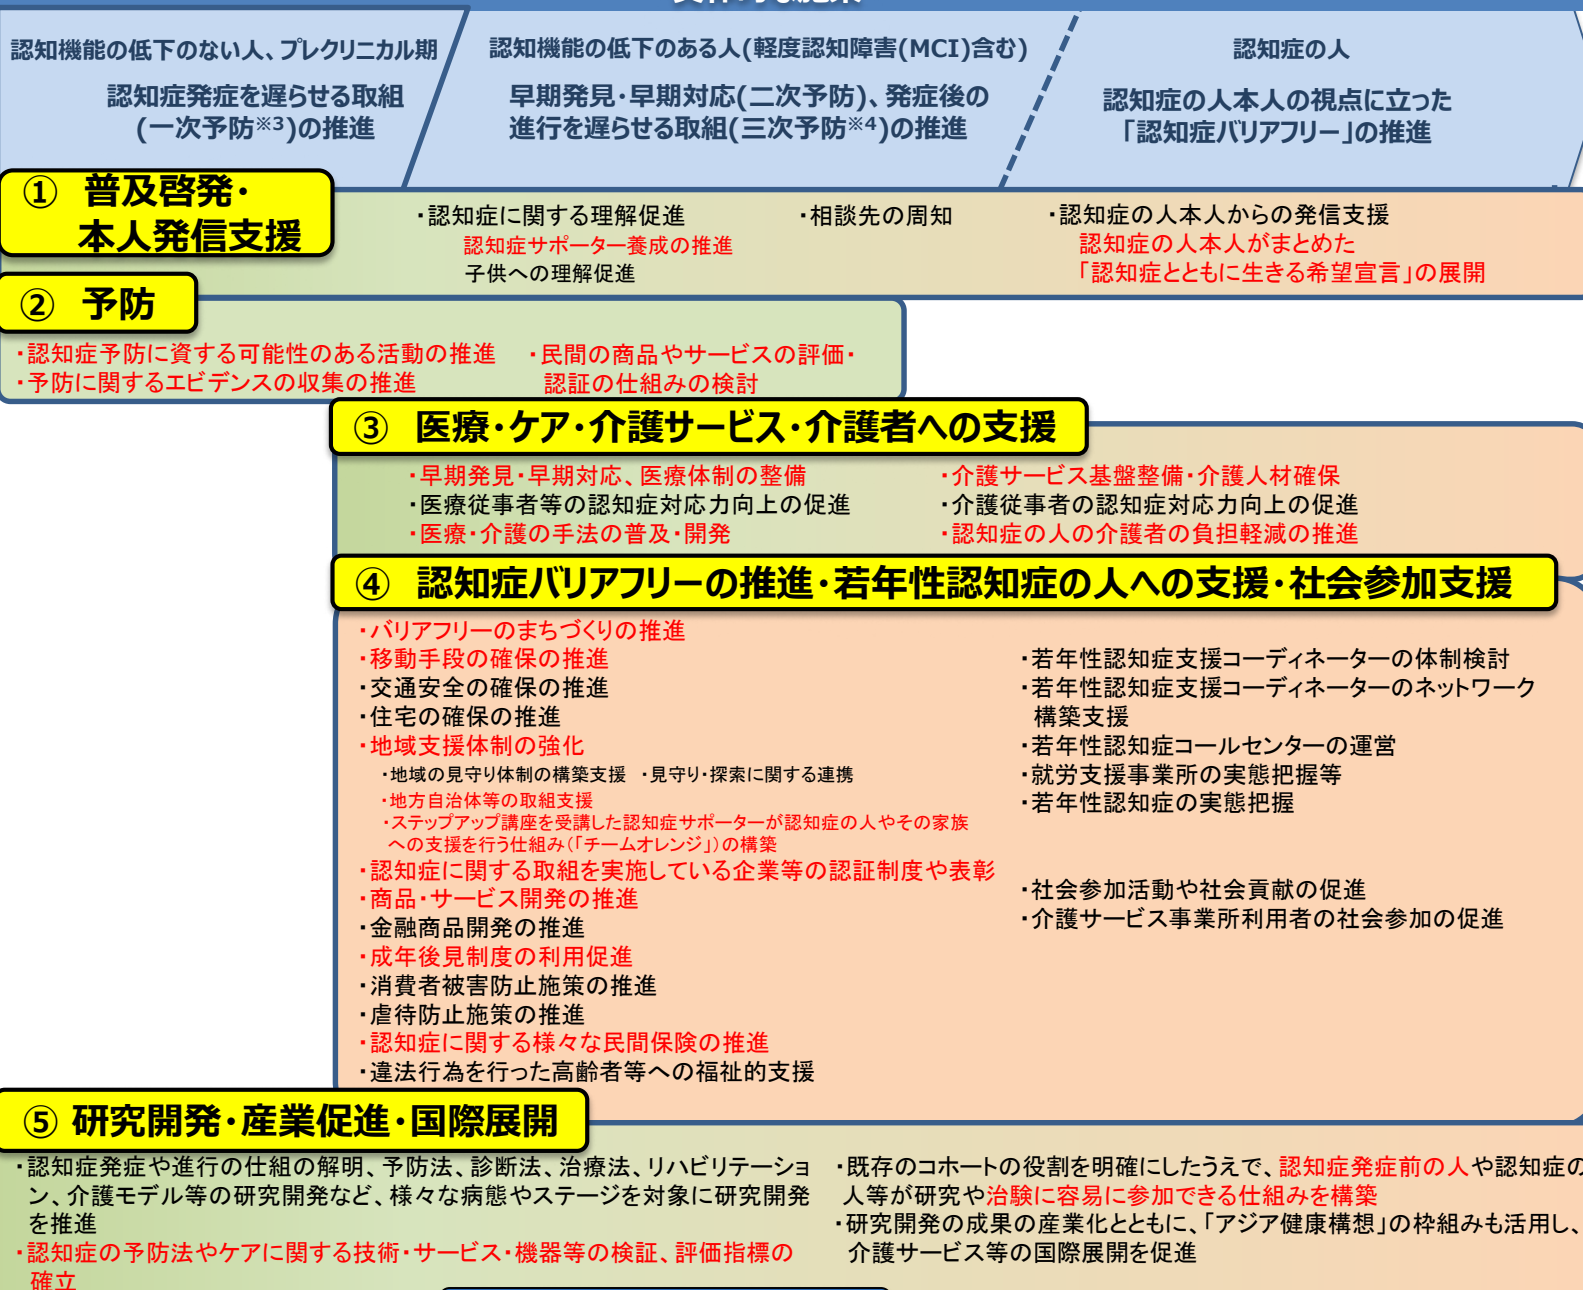 具体的な施策
認知機能の低下のない人、プレクリニカル期
認知症発症を遅らせる取組
(一次予防※3)の推進
認知機能の低下のある人(軽度認知障害(MCI)含む)
早期発見・早期対応(二次予防)、発症後の
進行を遅らせる取組(三次予防※4)の推進
認知症の人
認知症の人本人の視点に立った
「認知症バリアフリー」の推進
① 普及啓発・
本人発信支援
・認知症に関する理解促進
認知症サポーター養成の推進
子供への理解促進
・相談先の周知
・認知症の人本人からの発信支援
認知症の人本人がまとめた
「認知症とともに生きる希望宣言」の展開
② 予防
・認知症予防に資する可能性のある活動の推進
・予防に関するエビデンスの収集の推進
・民間の商品やサービスの評価・
認証の仕組みの検討
③ 医療・ケア・介護サービス・介護者への支援
・早期発見・早期対応、医療体制の整備
・医療従事者等の認知症対応力向上の促進
・医療・介護の手法の普及・開発
・介護サービス基盤整備・介護人材確保
・介護従事者の認知症対応力向上の促進
・認知症の人の介護者の負担軽減の推進
④ 認知症バリアフリーの推進・若年性認知症の人への支援・社会参加支援
・バリアフリーのまちづくりの推進
・移動手段の確保の推進
・交通安全の確保の推進
・住宅の確保の推進
・地域支援体制の強化
・地域の見守り体制の構築支援 ・見守り・探索に関する連携
・地方自治体等の取組支援
・ステップアップ講座を受講した認知症サポーターが認知症の人やその家族
への支援を行う仕組み(「チームオレンジ」)の構築
・認知症に関する取組を実施している企業等の認証制度や表彰
・商品・サービス開発の推進
・金融商品開発の推進
・成年後見制度の利用促進
・消費者被害防止施策の推進
・虐待防止施策の推進
・認知症に関する様々な民間保険の推進
・違法行為を行った高齢者等への福祉的支援
・若年性認知症支援コーディネーターの体制検討
・若年性認知症支援コーディネーターのネットワーク
構築支援
・若年性認知症コールセンターの運営
・就労支援事業所の実態把握等
・若年性認知症の実態把握
・社会参加活動や社会貢献の促進
・介護サービス事業所利用者の社会参加の促進
⑤ 研究開発・産業促進・国際展開
・認知症発症や進行の仕組の解明、予防法、診断法、治療法、リハビリテーショ
ン、介護モデル等の研究開発など、様々な病態やステージを対象に研究開発
を推進
・認知症の予防法やケアに関する技術・サービス・機器等の検証、評価指標の
確立
・既存のコホートの役割を明確にしたうえで、認知症発症前の人や認知症の
人等が研究や治験に容易に参加できる仕組みを構築
・研究開発の成果の産業化とともに、「アジア健康構想」の枠組みも活用し、
介護サービス等の国際展開を促進